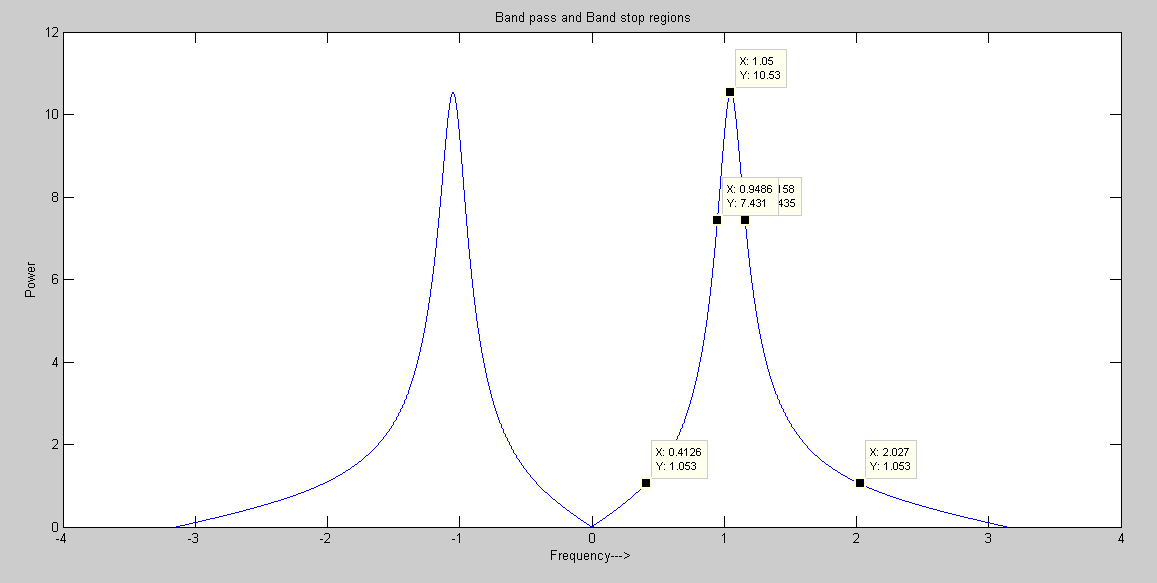 Band pass and Band stop regions
12
10
8
6
4
2
0
Power
X: 1.05
Y: 10.53
X: 0.9486 158
Y: 7.431 435
X: 0.4126
Y: 1.053
X: 2.027
Y: 1.053
-4 -3 -2 -1 0 1 2 3 4
Frequency--->